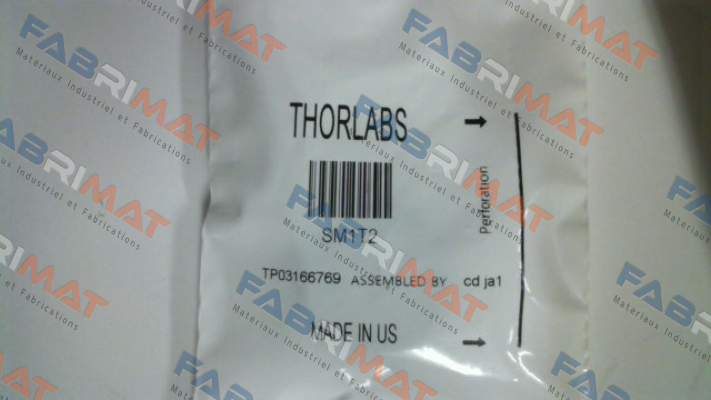 THORLABS
SM1T2
TP03166769 ASSEMBLED BY cd ja1
MADE IN US
Perforation
FABRIMAT
Materiaux Industriel et Fabrications